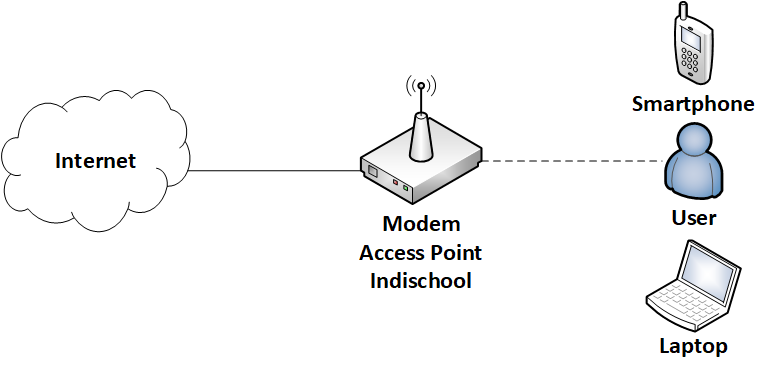 Internet
Modem
Access Point
Indischool
Smartphone
User
Laptop